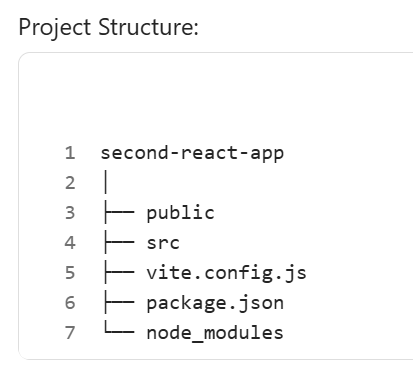 Project Structure:
1 second-react-app
2 │
3 ├── public
4 ├── src
5 ├── vite.config.js
6 ├── package.json
7 └── node_modules